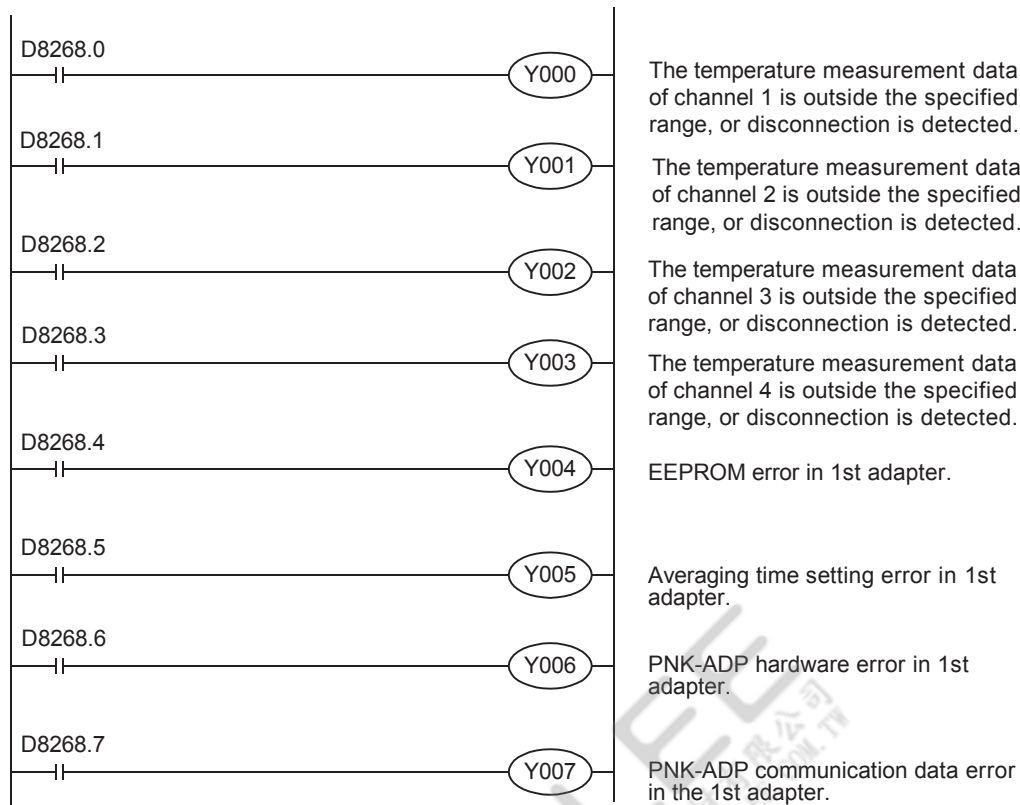 D8268.0
Y000
The temperature measurement data
of channel 1 is outside the specified
range, or disconnection is detected.
D8268.1
Y001
The temperature measurement data
of channel 2 is outside the specified
range, or disconnection is detected.
D8268.2
Y002
The temperature measurement data
of channel 3 is outside the specified
range, or disconnection is detected.
D8268.3
Y003
The temperature measurement data
of channel 4 is outside the specified
range, or disconnection is detected.
D8268.4
Y004
EEPROM error in 1st adapter.
D8268.5
Y005
Averaging time setting error in 1st
adapter.
D8268.6
Y006
PNK-ADP hardware error in 1st
adapter.
D8268.7
Y007
PNK-ADP communication data error
in the 1st adapter.